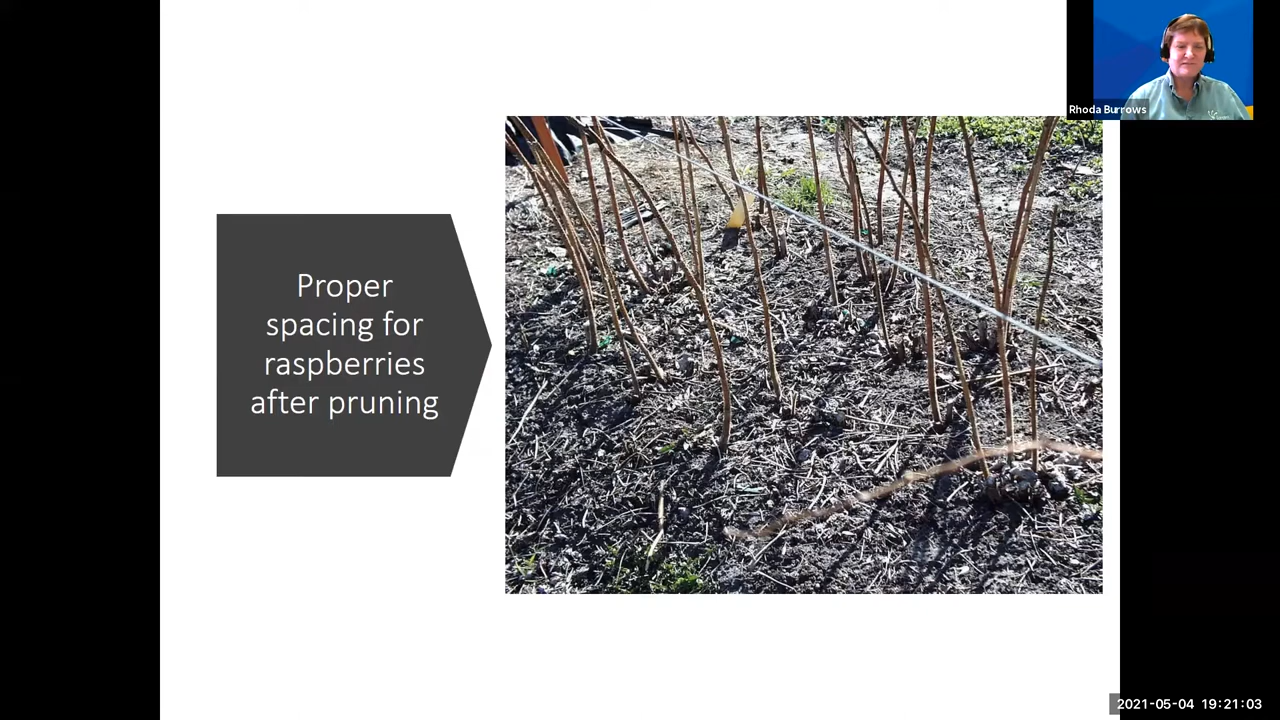 Rhoda Burrows
Proper
spacing for
raspberries
after pruning
2021-05-04 19:21:03